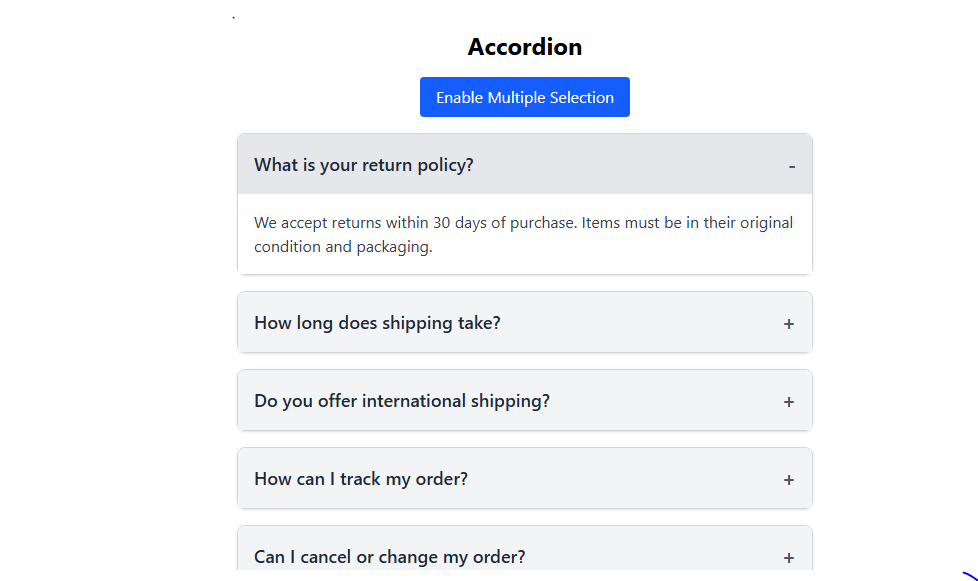 Accordion
Enable Multiple Selection
What is your return policy? -
We accept returns within 30 days of purchase. Items must be in their original
condition and packaging.
How long does shipping take? +
Do you offer international shipping? +
How can I track my order? +
Can I cancel or change my order? +